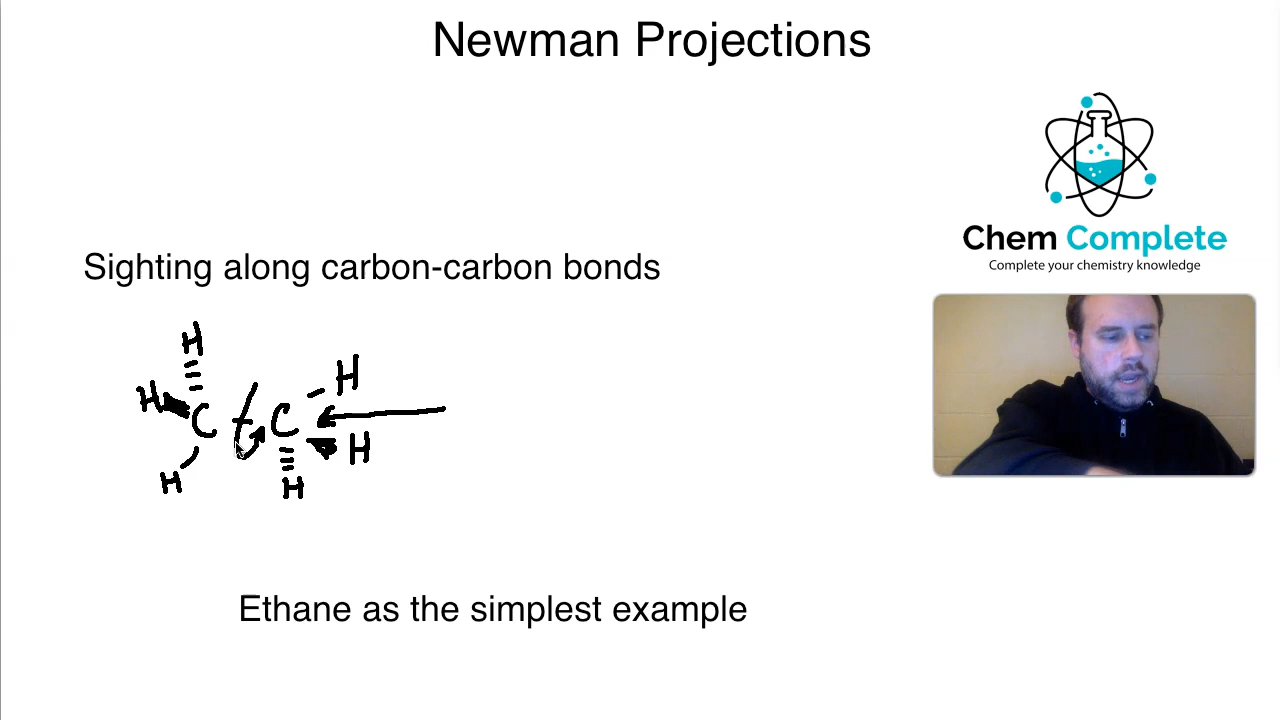 Newman Projections
Chem Complete
Complete your chemistry knowledge
Sighting along carbon-carbon bonds
H
H
H
C C
H
H
H
Ethane as the simplest example